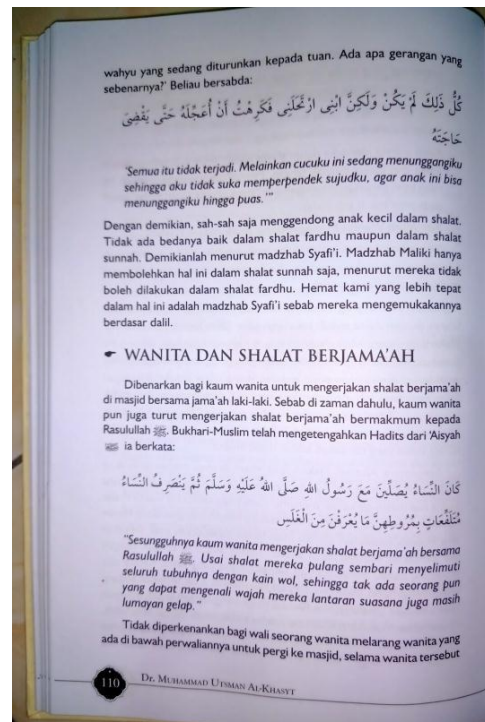 wahyu yang sedang diturunkan kepada tuan. Ada apa gerangan yang
sebenarnya?' Beliau bersabda:
كُلُّ ذَلِكَ لَمْ يَكُنْ وَلَكِنَّ ابْنِي ارْتَحَلَنِي فَكَرِهْتُ أَنْ أُعَجِّلَهُ حَتَّى يَقْضِيَ
حَاجَتَهُ
'Semua itu tidak terjadi. Melainkan cucuku ini sedang menunggangiku
sehingga aku tidak suka memperpendek sujudku, agar anak ini bisa
menunggangiku hingga puas.'"
Dengan demikian, sah-sah saja menggendong anak kecil dalam shalat.
Tidak ada bedanya baik dalam shalat fardhu maupun dalam shalat
sunnah. Demikianlah menurut madzhab Syafi'i. Madzhab Maliki hanya
membolehkan hal ini dalam shalat sunnah saja, menurut mereka tidak
boleh dilakukan dalam shalat fardhu. Hemat kami yang lebih tepat
dalam hal ini adalah madzhab Syafi'i sebab mereka mengemukakannya
berdasar dalil.
WANITA DAN SHALAT BERJAMA'AH
Dibenarkan bagi kaum wanita untuk mengerjakan shalat berjama'ah
di masjid bersama jama'ah laki-laki. Sebab di zaman dahulu, kaum wanita
pun juga turut mengerjakan shalat berjama'ah bermakmum kepada
Rasulullah ﷺ. Bukhari-Muslim telah mengetengahkan Hadits dari 'Aisyah
ia berkata:
كَانَ النِّسَاءُ يُصَلِّينَ مَعَ رَسُولُ اللهِ صَلَّى اللهُ عَلَيْهِ وَسَلَّمَ ثُمَّ يَنْصَرِفُ النِّسَاءُ
مُتَلَفِّعَاتٍ بِمُرُوطِهِنَّ مَا يُعْرَفْنَ مِنَ الْغَلَسِ
"Sesungguhnya kaum wanita mengerjakan shalat berjama'ah bersama
Rasulullah ﷺ. Usai shalat mereka pulang sembari menyelimuti
seluruh tubuhnya dengan kain wol, sehingga tak ada seorang pun
yang dapat mengenali wajah mereka lantaran suasana juga masih
lumayan gelap."
Tidak diperkenankan bagi wali seorang wanita melarang wanita yang
ada di bawah perwaliannya untuk pergi ke masjid, selama wanita tersebut
110 DR. MUHAMMAD UTSMAN AL-KHASYT